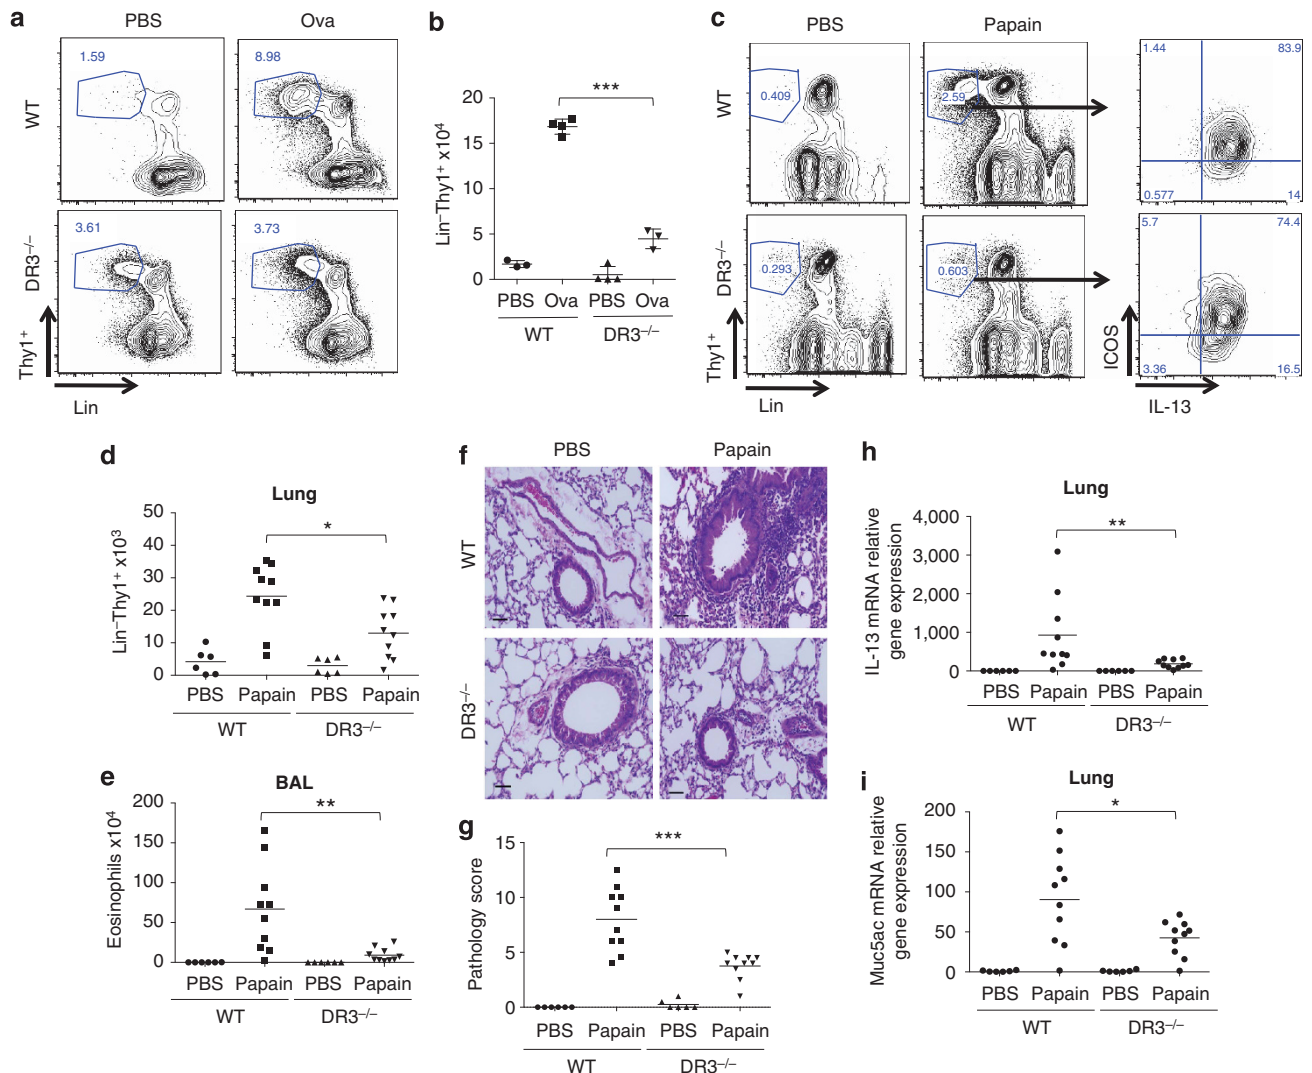 a
PBS
Ova
1.59
8.98
WT
3.61
3.73
DR3–/–
Thy1+
Lin
b
***
Lin–Thy1+ x10⁴
20
15
10
5
0
PBS Ova PBS Ova
WT DR3–/–
c
PBS
Papain
WT
0.409
2.59
1.44 83.9
0.577 14
DR3–/–
0.293
0.603
5.7 74.4
3.36 16.5
Thy1+
Lin
ICOS
IL-13
d
Lung
*
Lin–Thy1+ x10³
50
40
30
20
10
0
PBS Papain PBS Papain
WT DR3–/–
e
BAL
**
Eosinophils x10⁴
200
150
100
50
0
PBS Papain PBS Papain
WT DR3–/–
f
PBS
Papain
WT
DR3–/–
g
***
Pathology score
15
10
5
0
PBS Papain PBS Papain
WT DR3–/–
h
Lung
**
IL-13 mRNA relative
gene expression
4,000
3,000
2,000
1,000
0
PBS Papain PBS Papain
WT DR3–/–
i
Lung
*
Muc5ac mRNA relative
gene expression
200
150
100
50
0
PBS Papain PBS Papain
WT DR3–/–